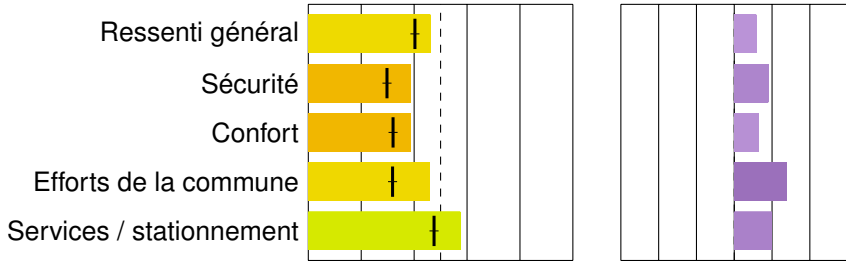 Ressenti général
Sécurité
Confort
Efforts de la commune
Services / stationnement